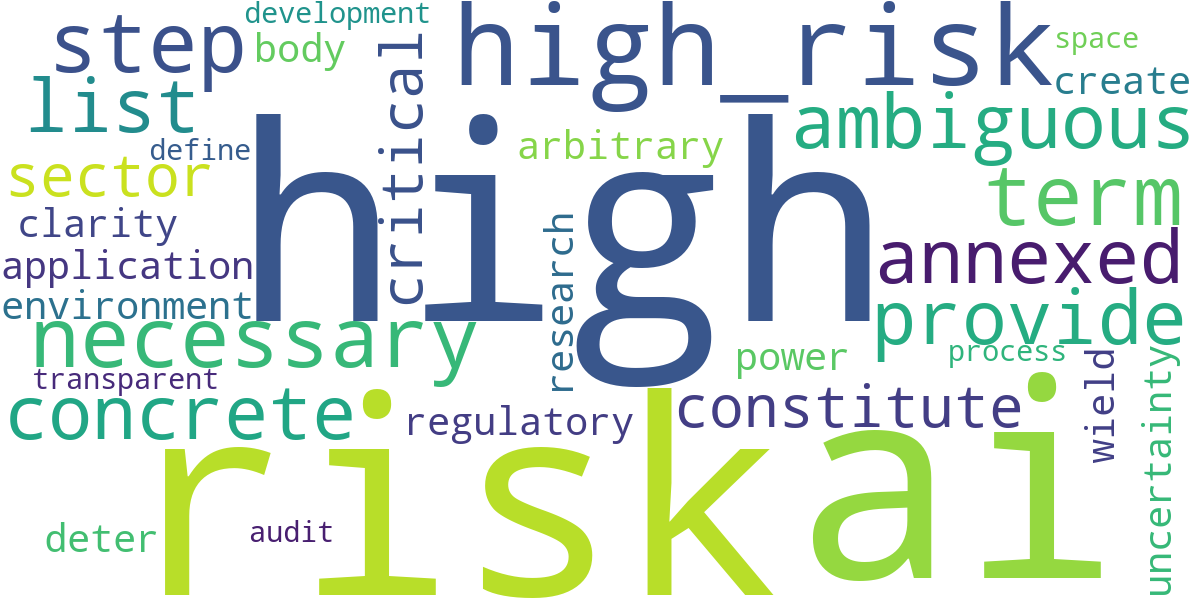 development
step
body
critical
high_risk
space
create
list
ambiguous
define
arbitrary
sector
high
term
clarity
research
annexed
application
environment
provide
necessary
power
process
wield
uncertainty
transparent
concrete
risk
ai
regulatory
constitute
deter
audit